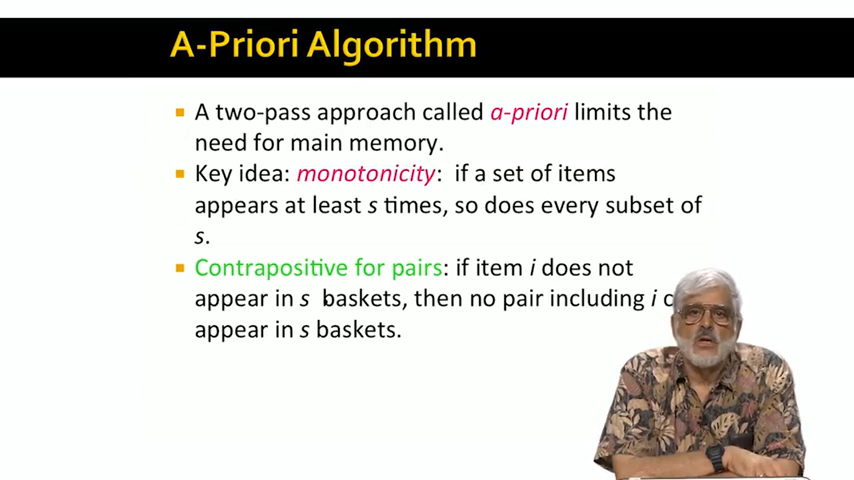 A-Priori Algorithm
A two-pass approach called a-priori limits the
need for main memory.
Key idea: monotonicity: if a set of items
appears at least s times, so does every subset of
s.
Contrapositive for pairs: if item i does not
appear in s baskets, then no pair including i
appear in s baskets.